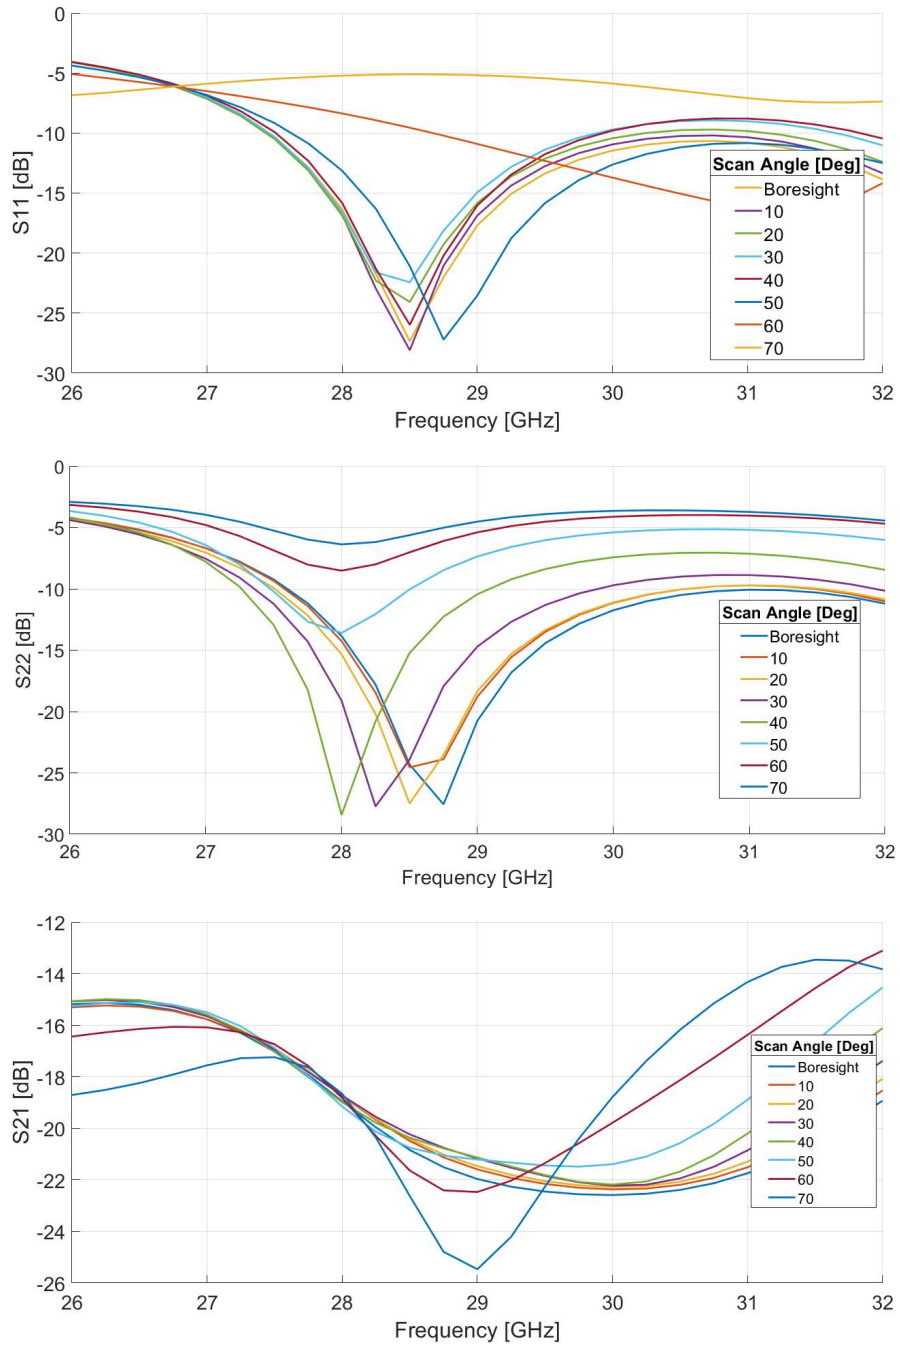 0
-5
-10
-15
-20
-25
-30
S11 [dB]
26 27 28 29 30 31 32
Frequency [GHz]
Scan Angle [Deg]
Boresight
10
20
30
40
50
60
70
0
-5
-10
-15
-20
-25
-30
S22 [dB]
26 27 28 29 30 31 32
Frequency [GHz]
Scan Angle [Deg]
Boresight
10
20
30
40
50
60
70
-12
-14
-16
-18
-20
-22
-24
-26
S21 [dB]
26 27 28 29 30 31 32
Frequency [GHz]
Scan Angle [Deg]
Boresight
10
20
30
40
50
60
70